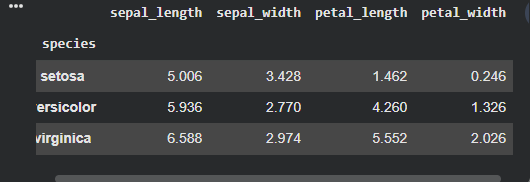 sepal_length sepal_width petal_length petal_width
species
setosa 5.006 3.428 1.462 0.246
ersicolor 5.936 2.770 4.260 1.326
virginica 6.588 2.974 5.552 2.026